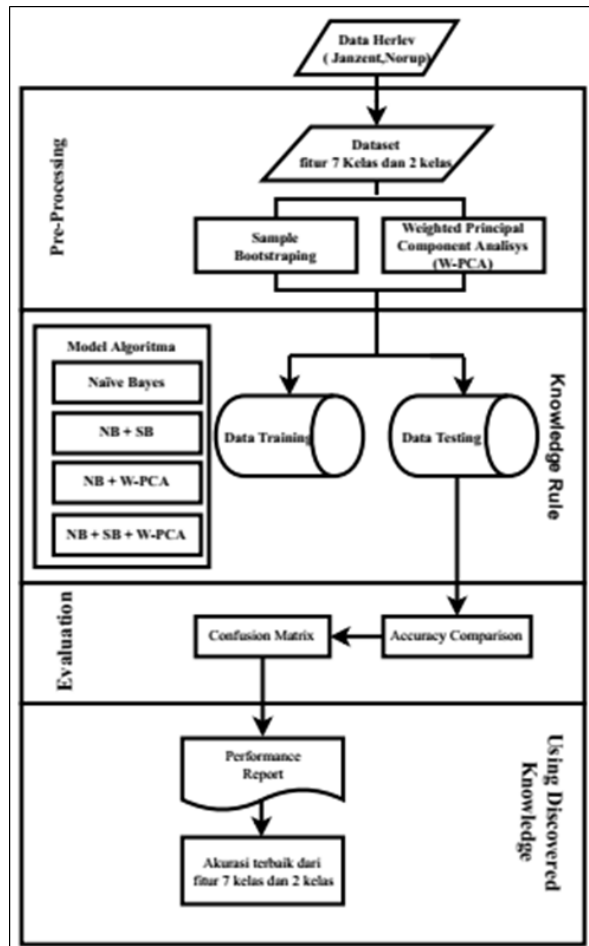 Data Herlev
( Janzent,Norup)
Pre-Processing
Dataset
fitur 7 Kelas dan 2 kelas
Sample
Bootstraping
Weighted Principal
Component Analisys
(W-PCA)
Knowledge Rule
Model Algoritma
Naïve Bayes
NB + SB
NB + W-PCA
NB + SB + W-PCA
Data Training
Data Testing
Evaluation
Confusion Matrix
Accuracy Comparison
Using Discovered
Knowledge
Performance
Report
Akurasi terbaik dari
fitur 7 kelas dan 2 kelas